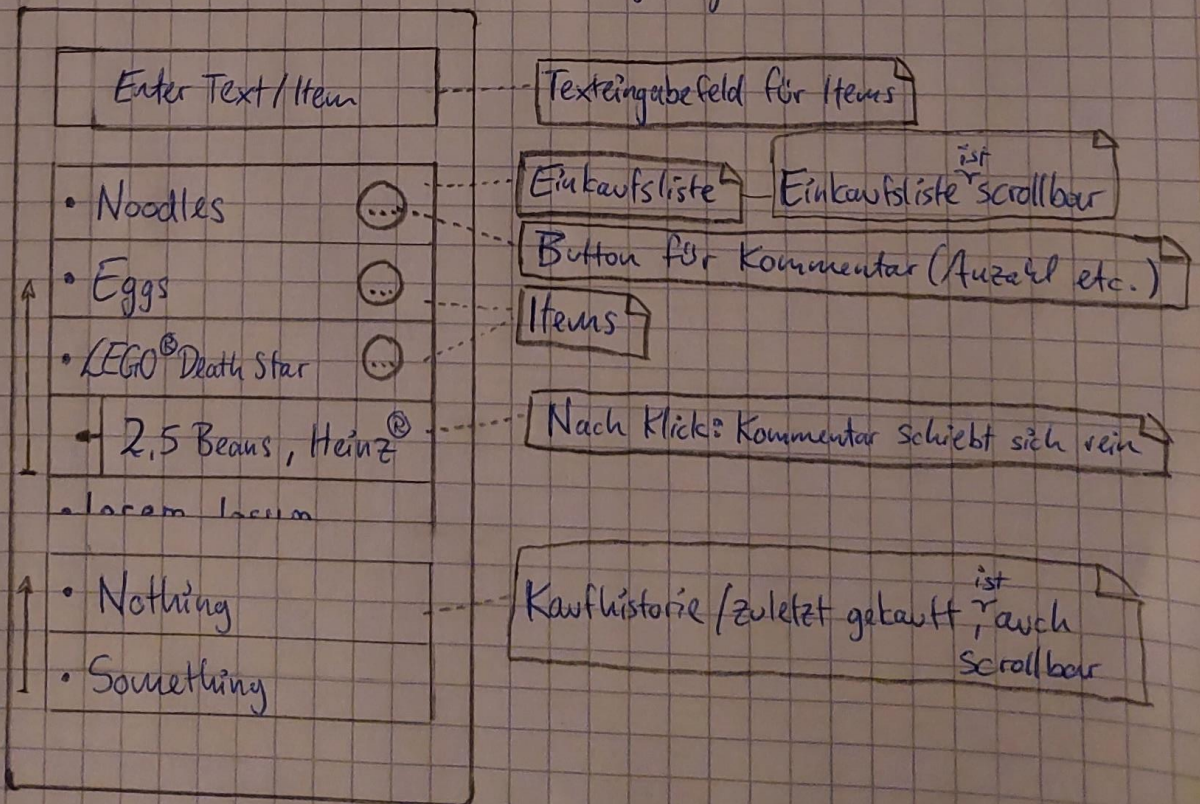 Enter Text/Item
Texteingabefeld für Items
• Noodles
...
Einkaufsliste
Einkaufsliste ist scrollbar
Button für Kommentar (Anzahl etc.)
• Eggs
...
Items
• LEGO® Death Star
...
2,5 Beans, Heinz®
Nach Klick: Kommentar schiebt sich rein
• Nothing
Kaufhistorie/zuletzt gekauft, ist auch
scrollbar
• Something